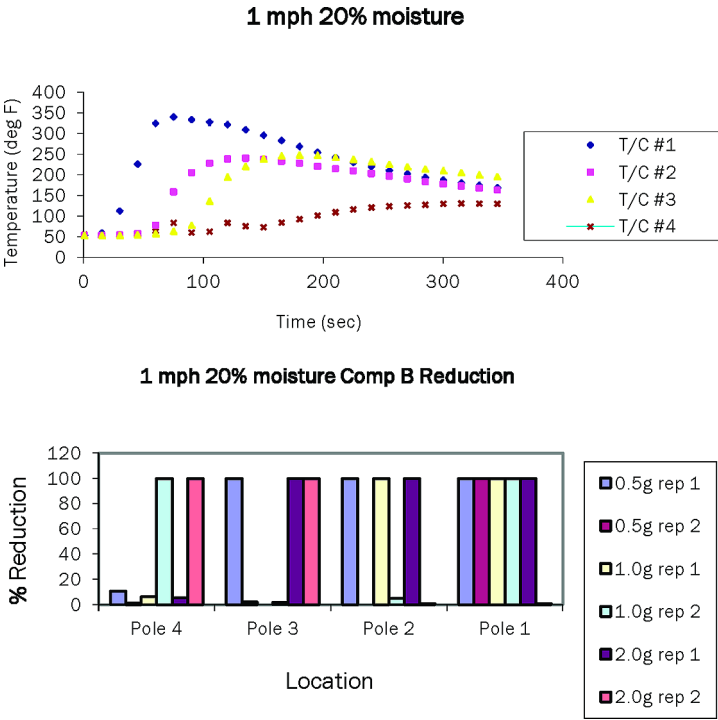 1 mph 20% moisture
Temperature (deg F)
400
350
300
250
200
150
100
50
0
0 100 200 300 400
Time (sec)
T/C #1
T/C #2
T/C #3
T/C #4
1 mph 20% moisture Comp B Reduction
% Reduction
120
100
80
60
40
20
0
Pole 4 Pole 3 Pole 2 Pole 1
Location
0.5g rep 1
0.5g rep 2
1.0g rep 1
1.0g rep 2
2.0g rep 1
2.0g rep 2